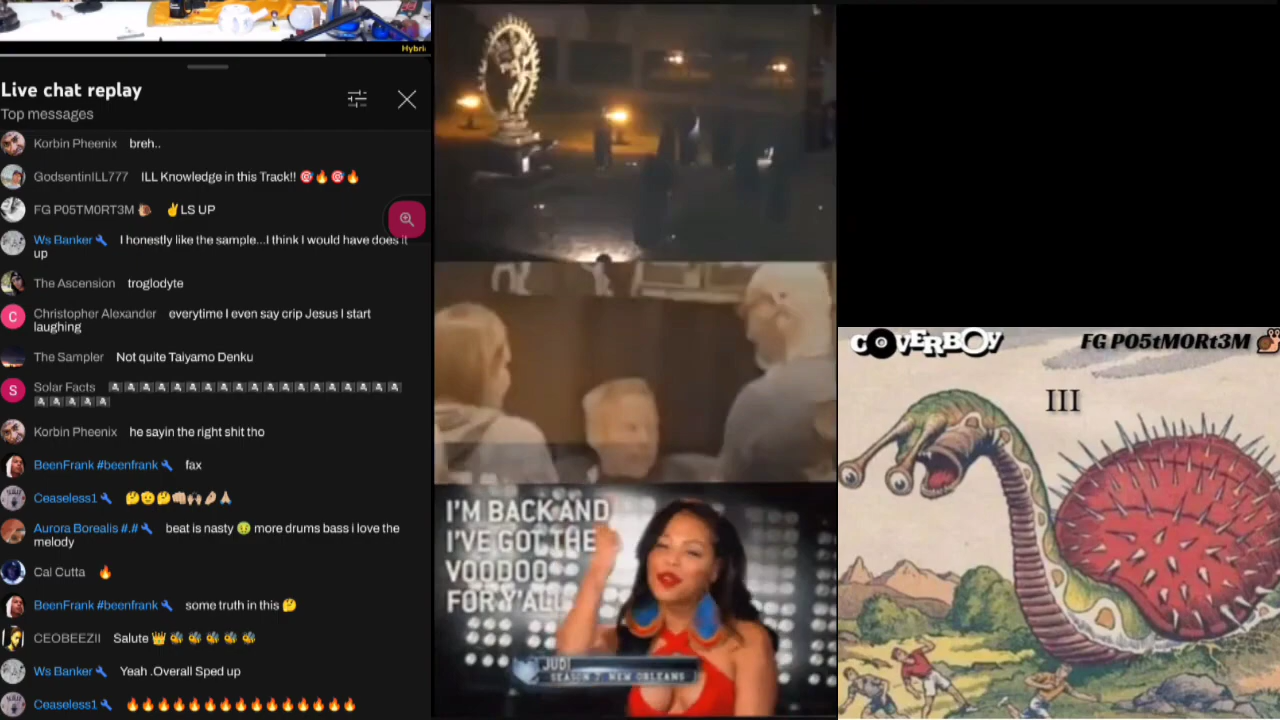 Hybri
Live chat replay
Top messages
Korbin Pheenix breh..
GodsentinILL777 ILL Knowledge in this Track!! 🎯🔥🎯🔥
FG P05TM0RT3M 🐌 ✌️LS UP
Ws Banker I honestly like the sample...I think I would have does it
up
The Ascension troglodyte
C
Christopher Alexander everytime I even say crip Jesus I start
laughing
The Sampler Not quite Taiyamo Denku
S
Solar Facts
Korbin Pheenix he sayin the right shit tho
BeenFrank #beenfrank fax
Ceaseless1 🤔🫡🤔👊🏼🙌🏼🤌🏼🙏🏼
Aurora Borealis #.# beat is nasty 🤢 more drums bass i love the
melody
Cal Cutta 🔥
BeenFrank #beenfrank some truth in this 🤔
CEOBEEZII Salute 👑 🐝 🐝 🐝 🐝 🐝
Ws Banker Yeah .Overall Sped up
Ceaseless1 🔥🔥🔥🔥🔥🔥🔥🔥🔥🔥🔥🔥🔥🔥🔥
I'M BACK AND
I'VE GOT THE
VOODOO
FOR Y'ALL
JUDI
SEASON 7, NEW ORLEANS
COVERBOY
FG P05tM0Rt3M 🐌
III